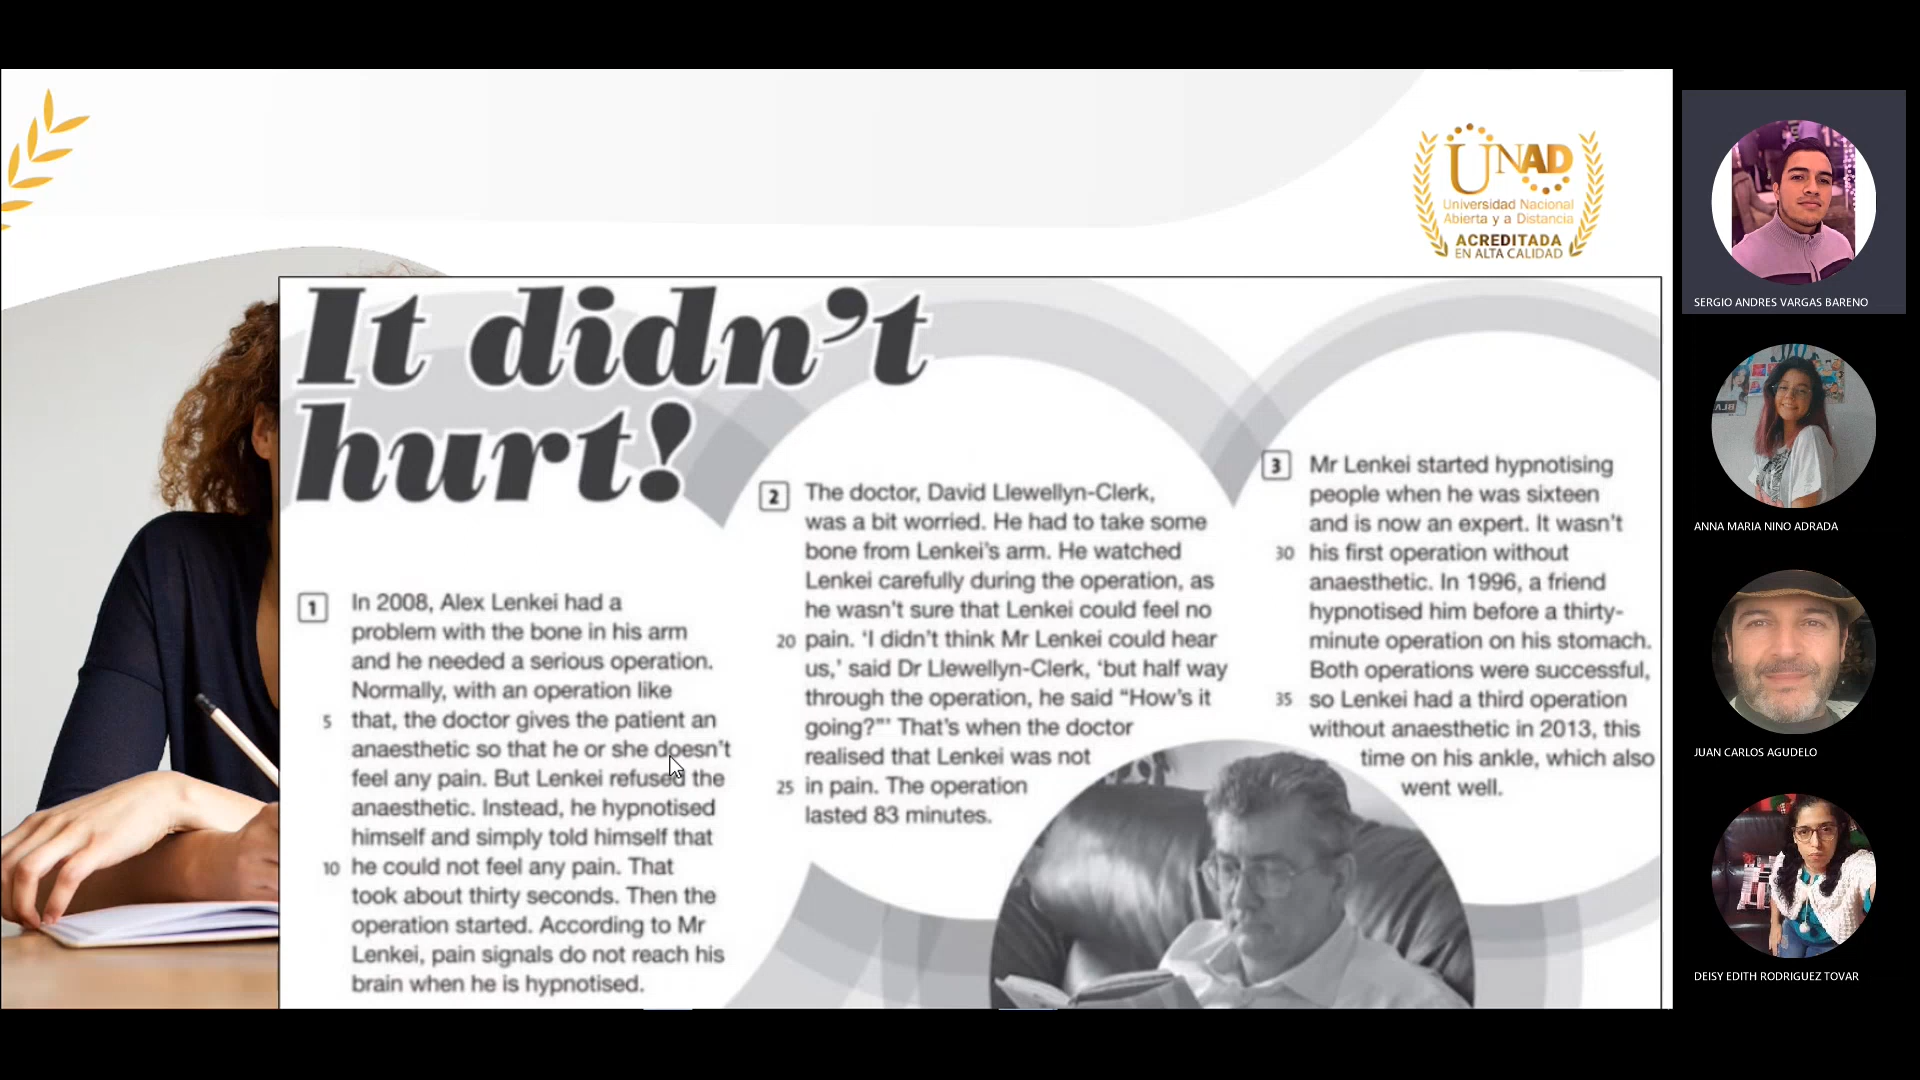 UNAD
Universidad Nacional
Abierta y a Distancia
ACREDITADA
EN ALTA CALIDAD
It didn't
hurt!
1
In 2008, Alex Lenkei had a
problem with the bone in his arm
and he needed a serious operation.
Normally, with an operation like
5 that, the doctor gives the patient an
anaesthetic so that he or she doesn't
feel any pain. But Lenkei refused the
anaesthetic. Instead, he hypnotised
himself and simply told himself that
10 he could not feel any pain. That
took about thirty seconds. Then the
operation started. According to Mr
Lenkei, pain signals do not reach his
brain when he is hypnotised.
2
The doctor, David Llewellyn-Clerk,
was a bit worried. He had to take some
bone from Lenkei's arm. He watched
Lenkei carefully during the operation, as
he wasn't sure that Lenkei could feel no
20 pain. 'I didn't think Mr Lenkei could hear
us,' said Dr Llewellyn-Clerk, 'but half way
through the operation, he said “How's it
going?”' That's when the doctor
realised that Lenkei was not
25 in pain. The operation
lasted 83 minutes.
3
Mr Lenkei started hypnotising
people when he was sixteen
and is now an expert. It wasn't
30 his first operation without
anaesthetic. In 1996, a friend
hypnotised him before a thirty-
minute operation on his stomach.
Both operations were successful,
35 so Lenkei had a third operation
without anaesthetic in 2013, this
time on his ankle, which also
went well.
SERGIO ANDRES VARGAS BARENO
ANNA MARIA NINO ADRADA
JUAN CARLOS AGUDELO
DEISY EDITH RODRIGUEZ TOVAR